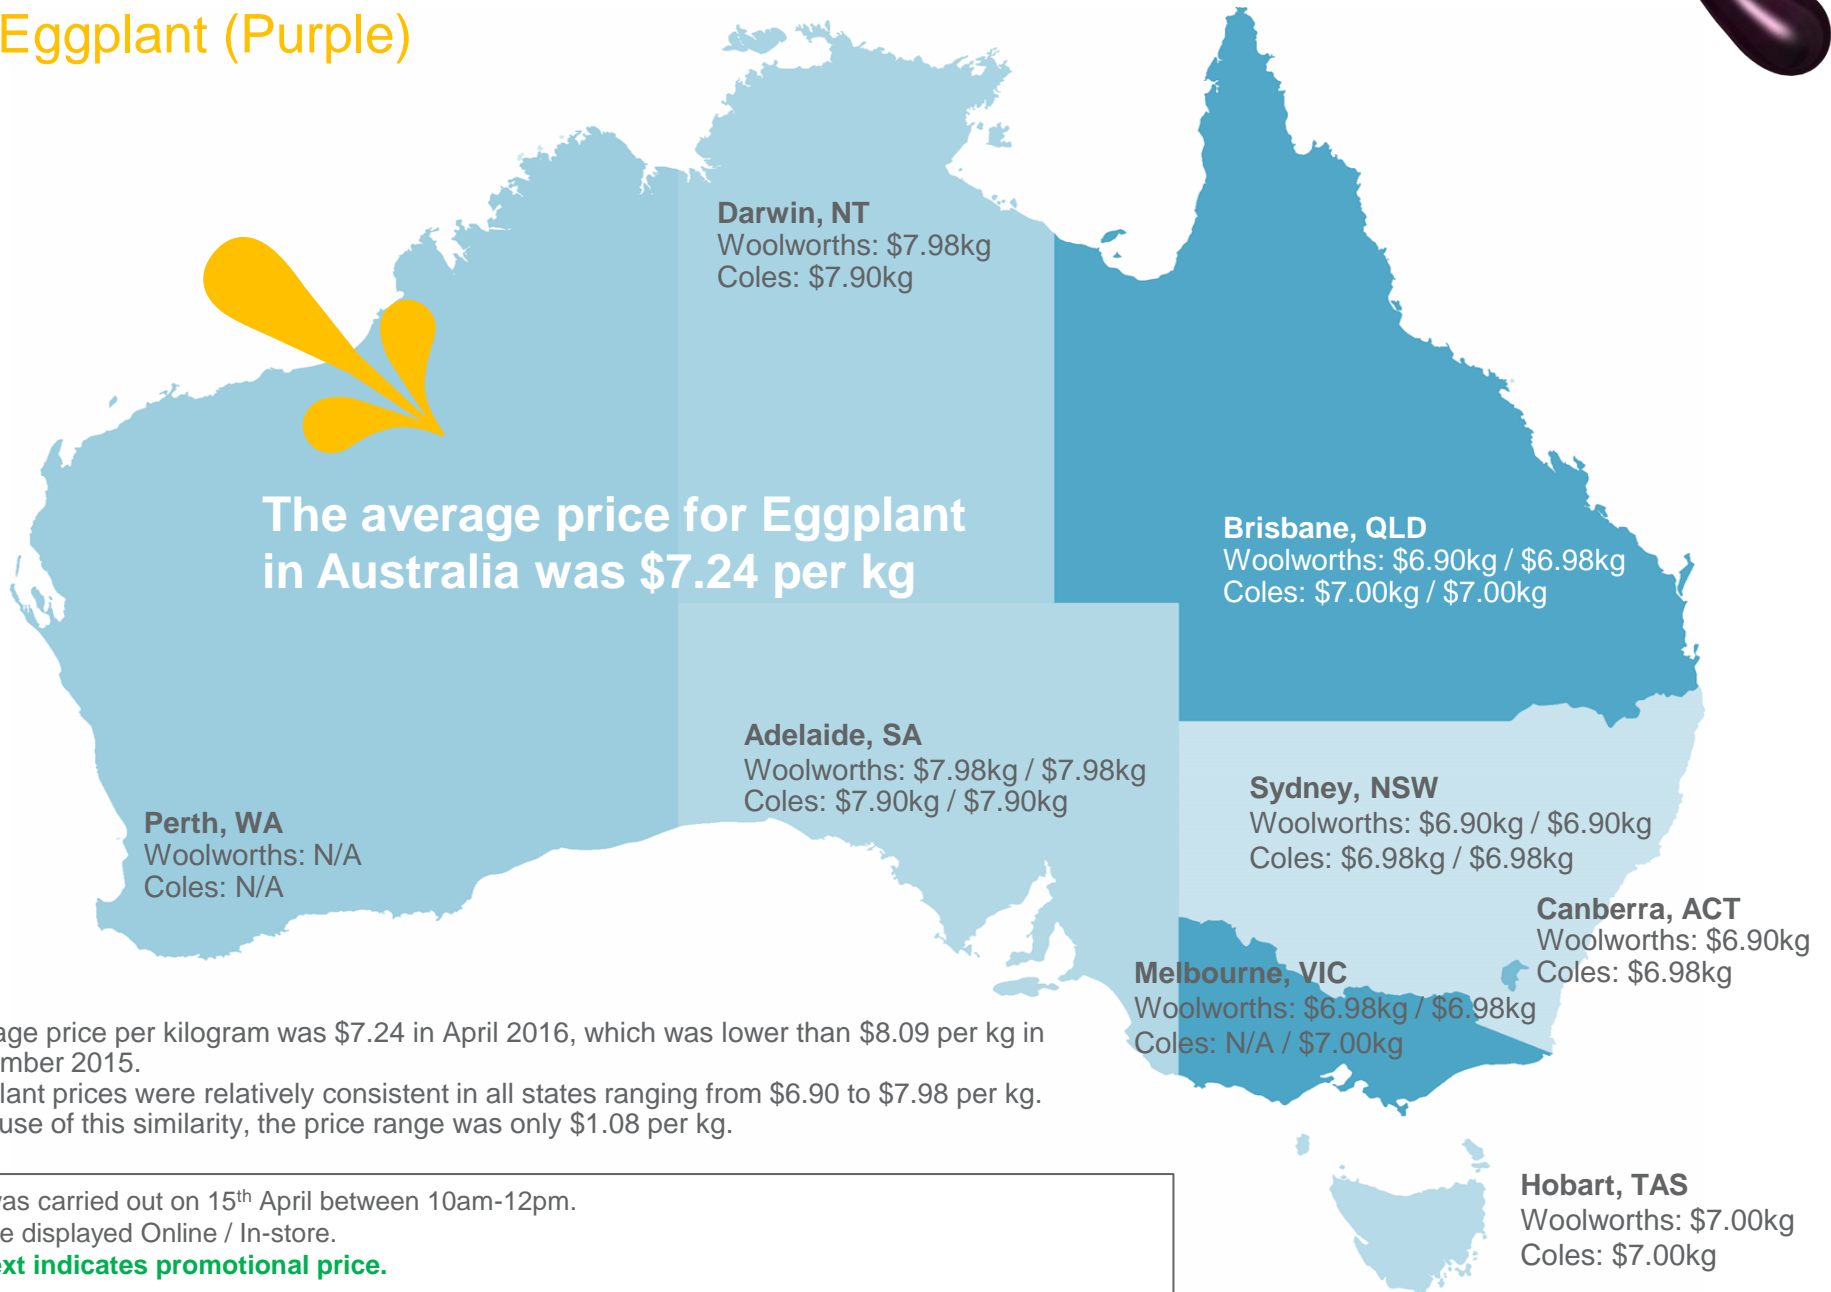 Eggplant (Purple)
Darwin, NT
Woolworths: $7.98kg
Coles: $7.90kg
The average price for Eggplant
in Australia was $7.24 per kg
Brisbane, QLD
Woolworths: $6.90kg / $6.98kg
Coles: $7.00kg / $7.00kg
Adelaide, SA
Woolworths: $7.98kg / $7.98kg
Coles: $7.90kg / $7.90kg
Sydney, NSW
Woolworths: $6.90kg / $6.90kg
Coles: $6.98kg / $6.98kg
Perth, WA
Woolworths: N/A
Coles: N/A
Canberra, ACT
Woolworths: $6.90kg
Coles: $6.98kg
Melbourne, VIC
Woolworths: $6.98kg / $6.98kg
Coles: N/A / $7.00kg
age price per kilogram was $7.24 in April 2016, which was lower than $8.09 per kg in
mber 2015.
lant prices were relatively consistent in all states ranging from $6.90 to $7.98 per kg.
use of this similarity, the price range was only $1.08 per kg.
was carried out on 15th April between 10am-12pm.
e displayed Online / In-store.
ext indicates promotional price.
Hobart, TAS
Woolworths: $7.00kg
Coles: $7.00kg